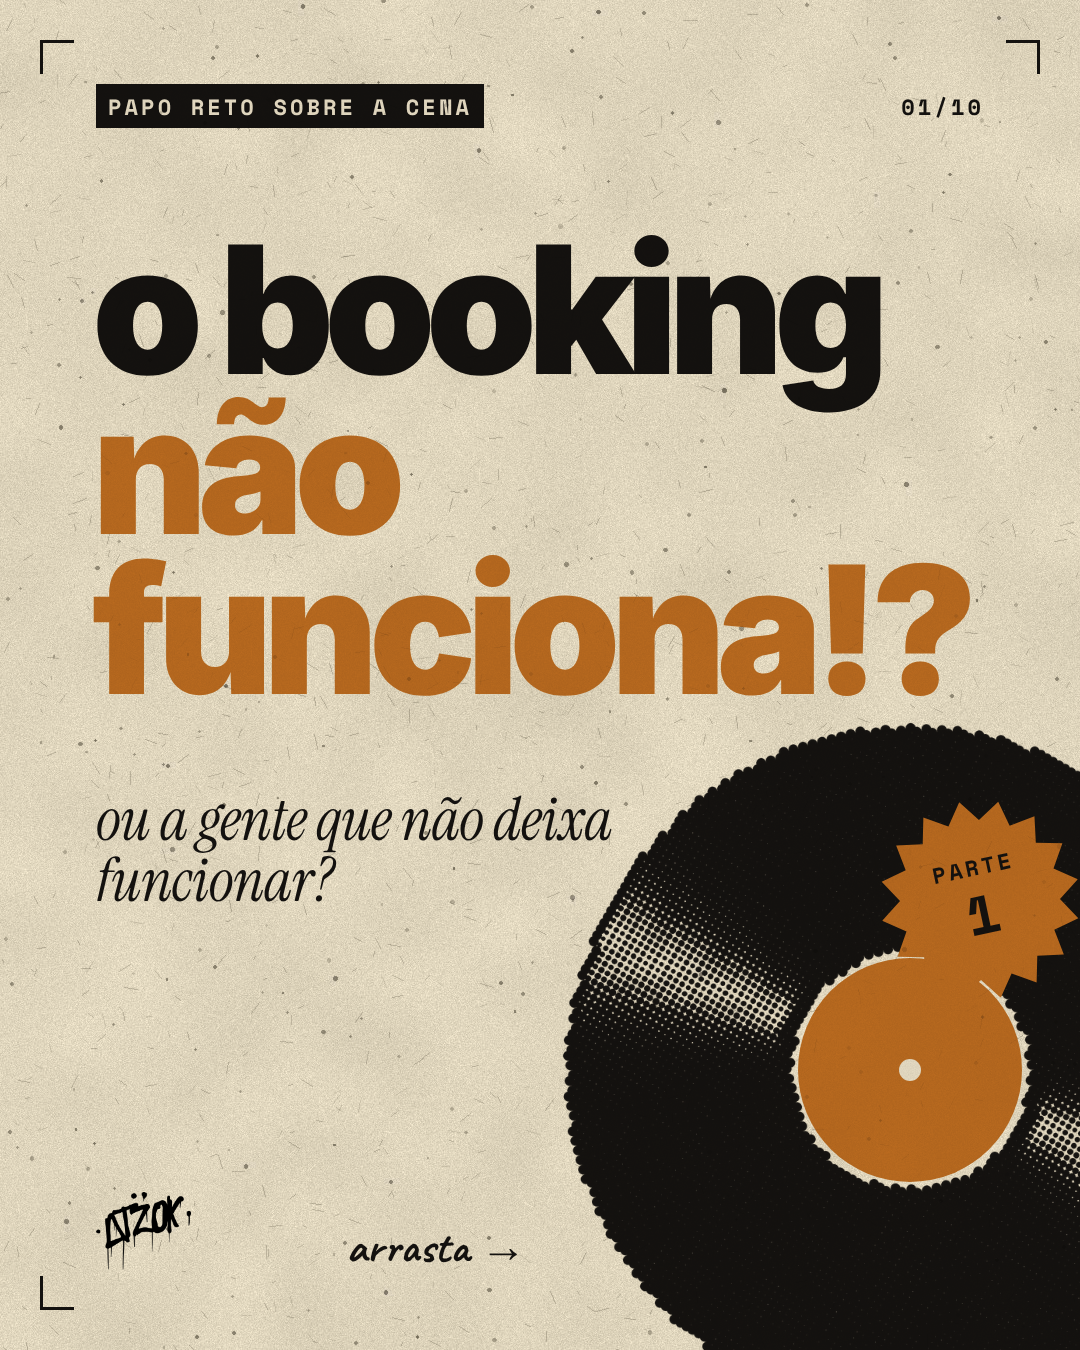 PAPO RETO SOBRE A CENA
01/10
o booking
não
funciona!?
ou a gente que não deixa
funcionar?
PARTE
1
arrasta →